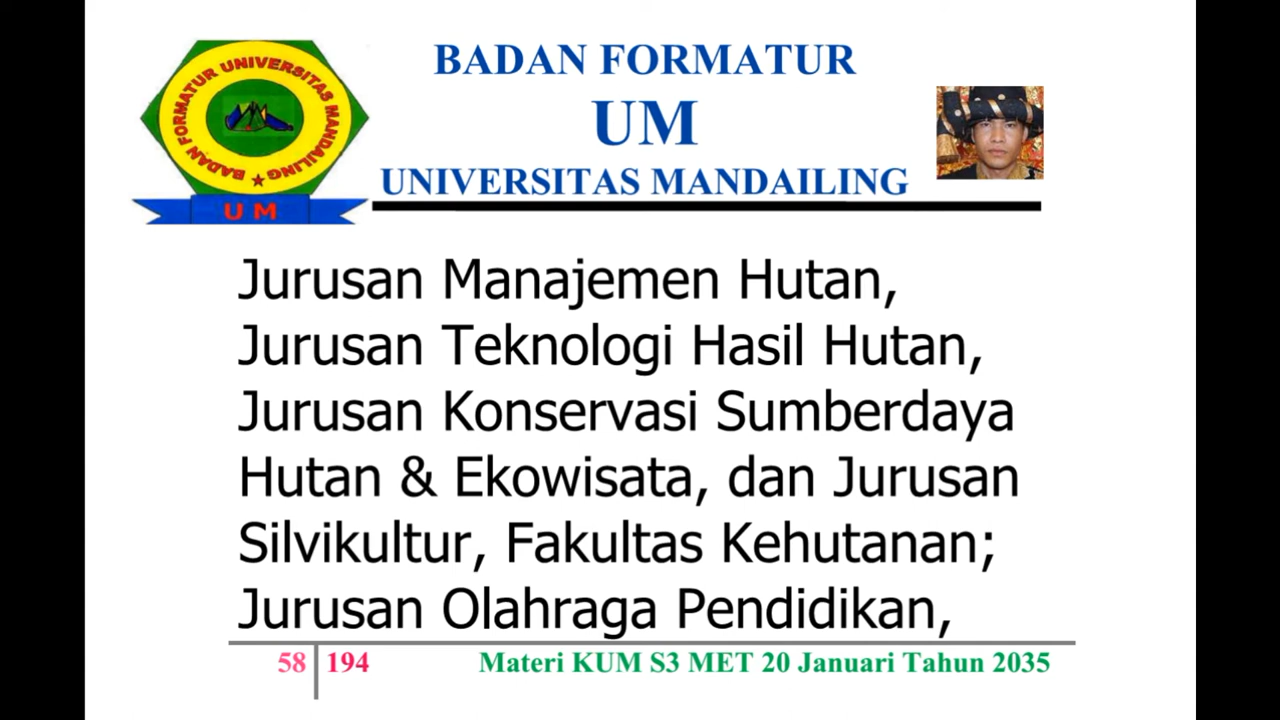 BADAN FORMATUR UNIVERSITAS MANDAILING
UM
BADAN FORMATUR
UM
UNIVERSITAS MANDAILING
Jurusan Manajemen Hutan,
Jurusan Teknologi Hasil Hutan,
Jurusan Konservasi Sumberdaya
Hutan & Ekowisata, dan Jurusan
Silvikultur, Fakultas Kehutanan;
Jurusan Olahraga Pendidikan,
58 194 Materi KUM S3 MET 20 Januari Tahun 2035